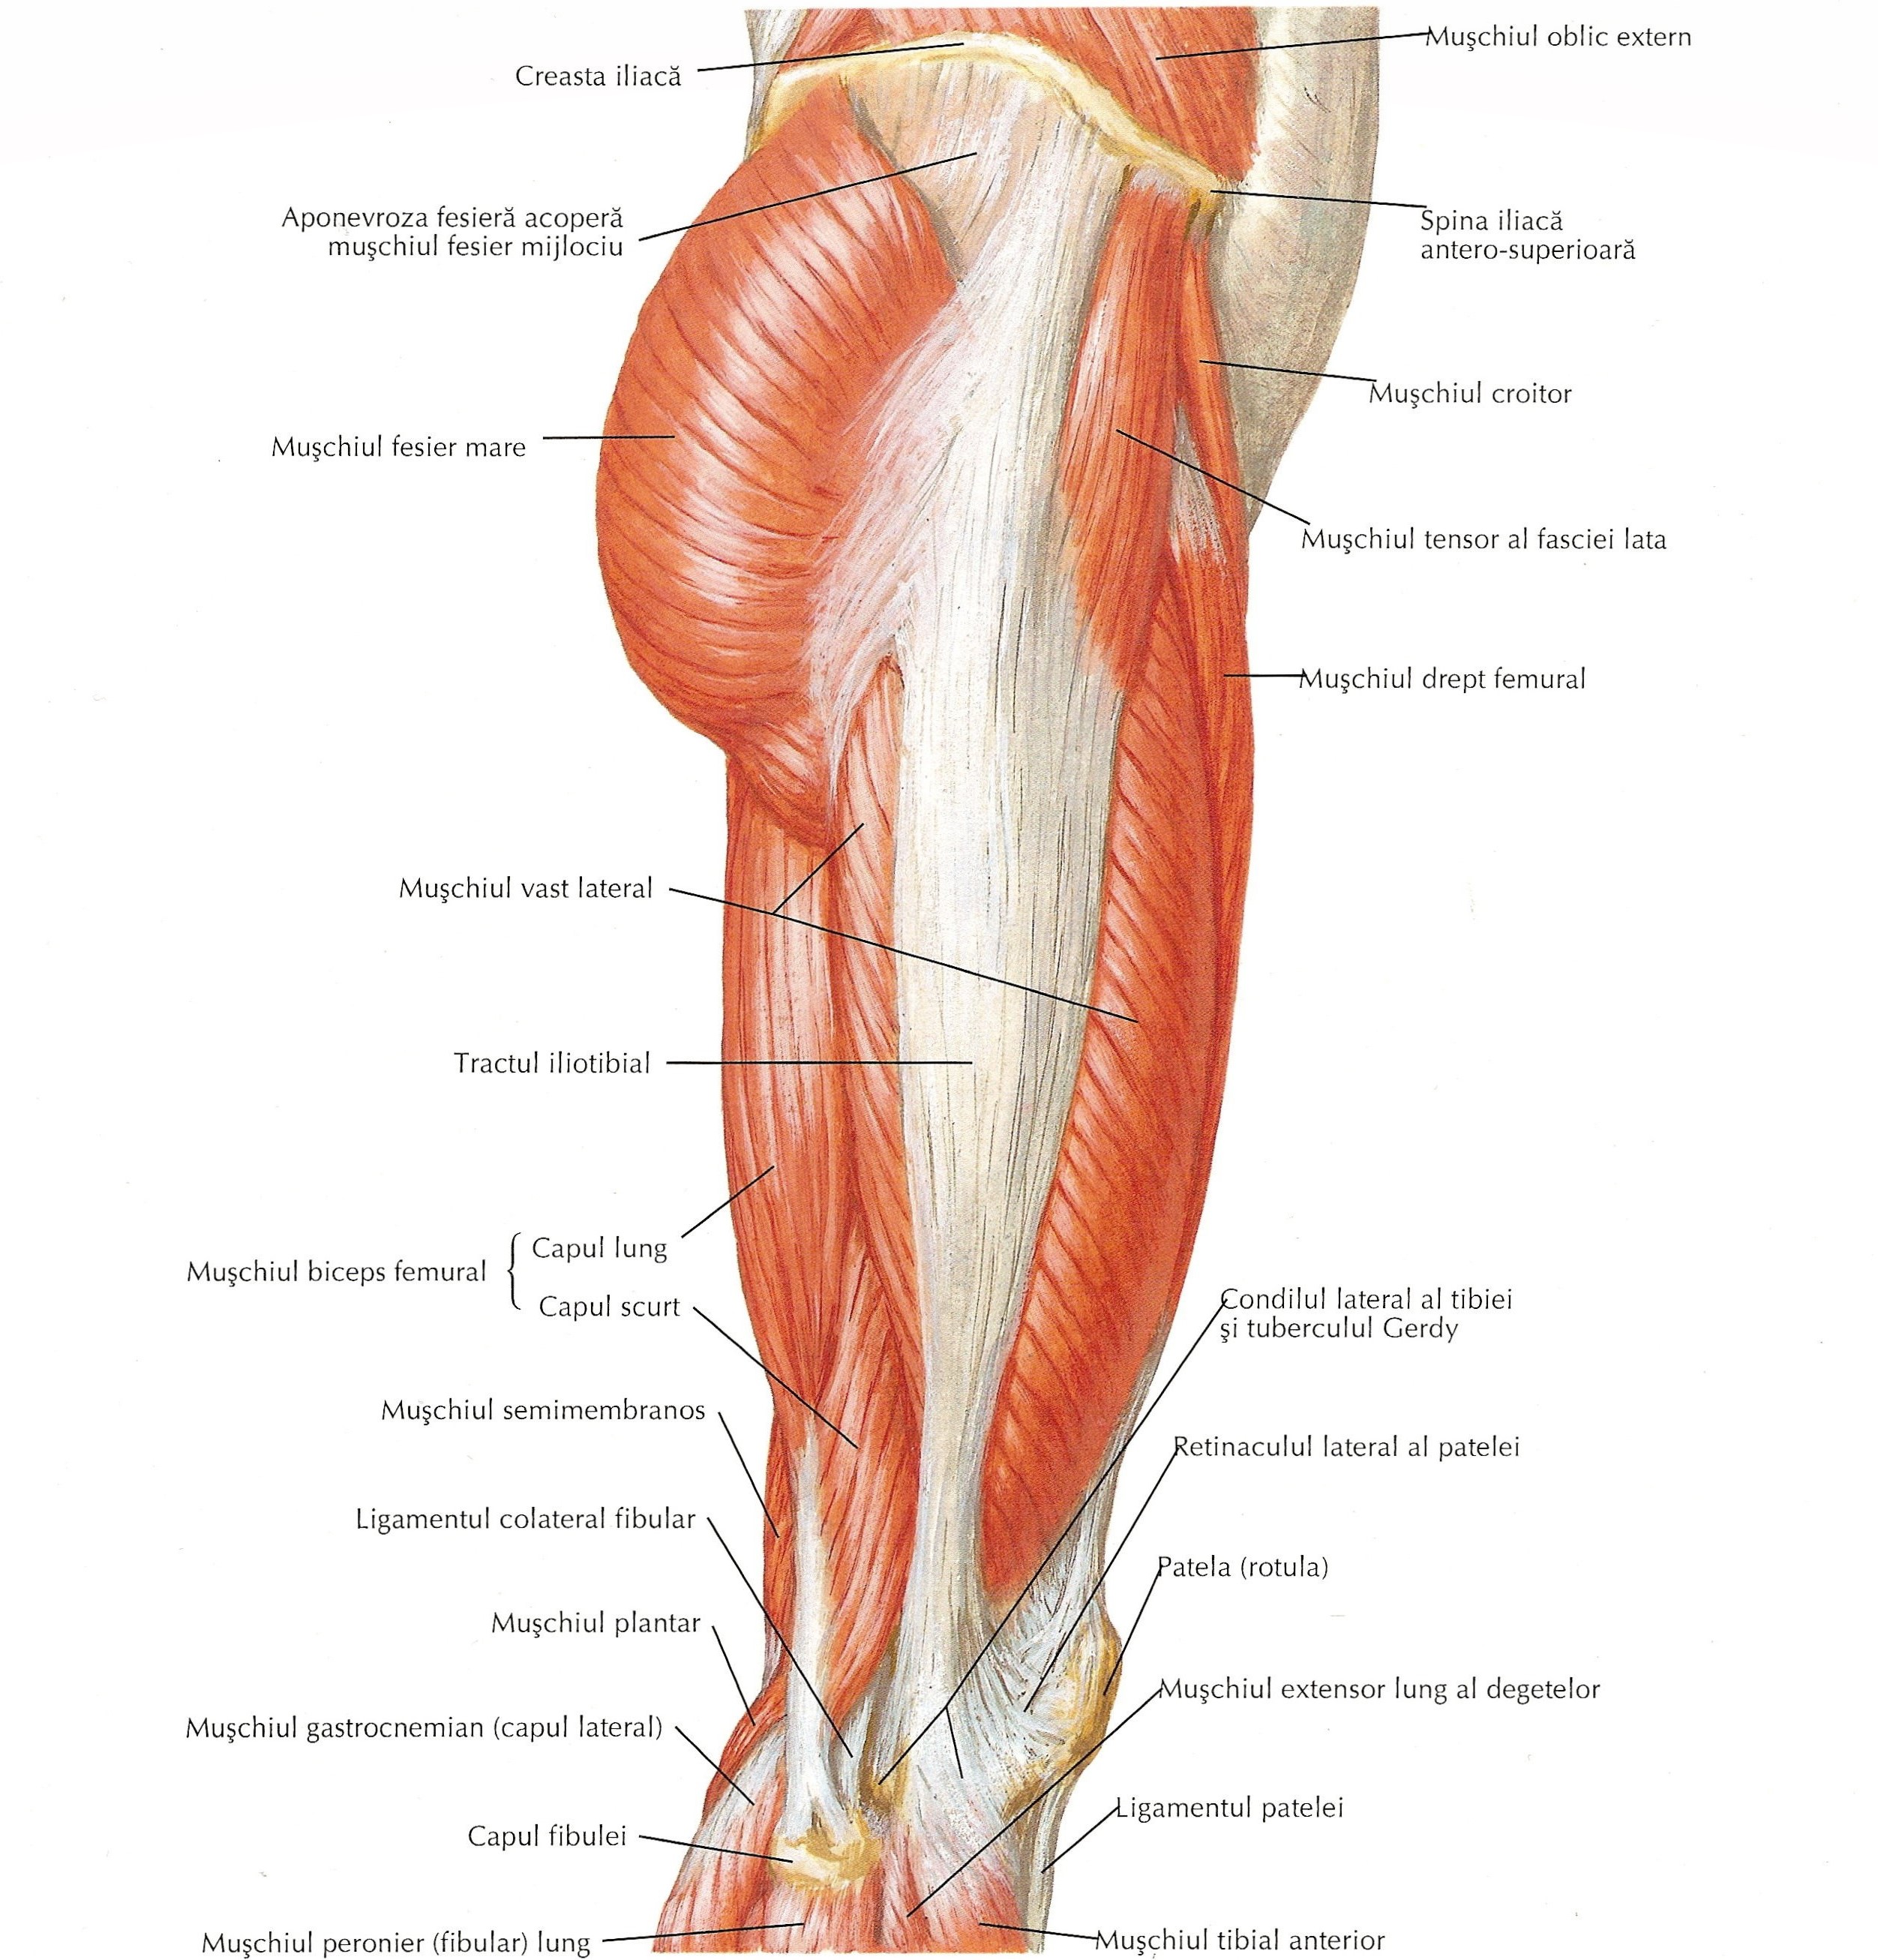 Muşchiul oblic extern
Creasta iliacă
Aponevroza fesieră acoperă
muşchiul fesier mijlociu
Spina iliacă
antero-superioară
Muşchiul croitor
Muşchiul fesier mare
Muşchiul tensor al fasciei lata
Muşchiul drept femural
Muşchiul vast lateral
Tractul iliotibial
Muşchiul biceps femural
Capul lung
Capul scurt
Condilul lateral al tibiei
şi tuberculul Gerdy
Muşchiul semimembranos
Retinaculul lateral al patelei
Ligamentul colateral fibular
Patela (rotula)
Muşchiul plantar
Muşchiul extensor lung al degetelor
Muşchiul gastrocnemian (capul lateral)
Ligamentul patelei
Capul fibulei
Muşchiul peronier (fibular) lung
Muşchiul tibial anterior